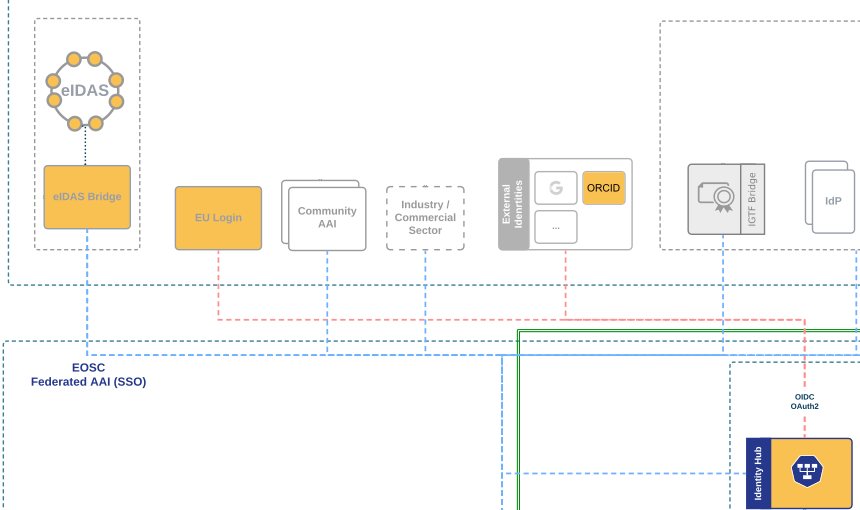 eIDAS
eIDAS Bridge
EU Login
Community
AAI
Industry /
Commercial
Sector
External
Idenrtities
G
ORCID
...
IGTF Bridge
IdP
EOSC
Federated AAI (SSO)
OIDC
OAuth2
Identity Hub